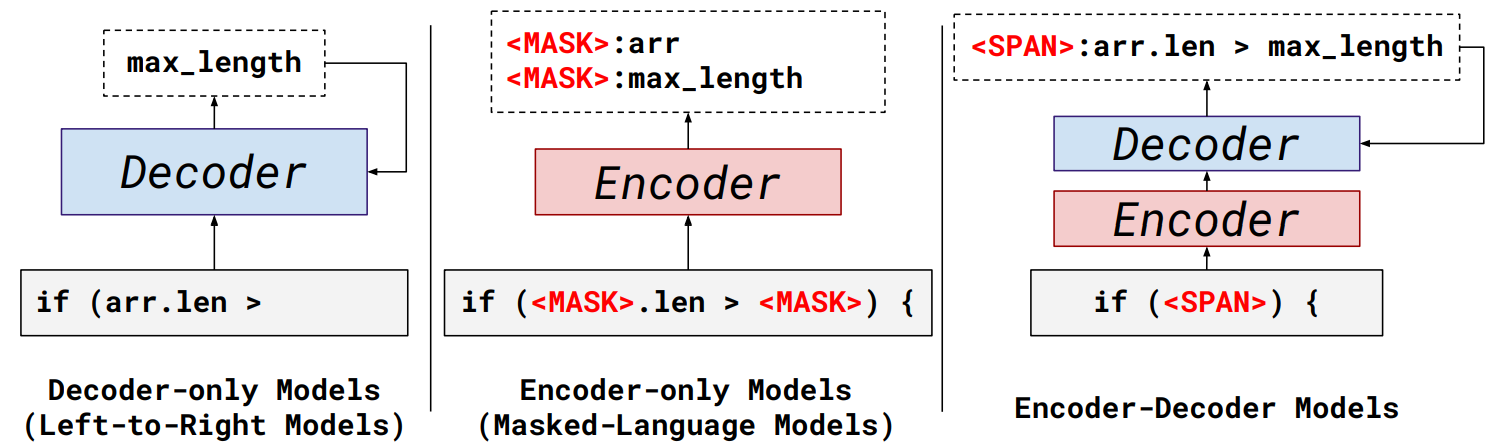 max_length
Decoder
if (arr.len >
Decoder-only Models
(Left-to-Right Models)
<MASK>:arr
<MASK>:max_length
Encoder
if (<MASK>.len > <MASK>) {
Encoder-only Models
(Masked-Language Models)
<SPAN>:arr.len > max_length
Decoder
Encoder
if (<SPAN>) {
Encoder-Decoder Models